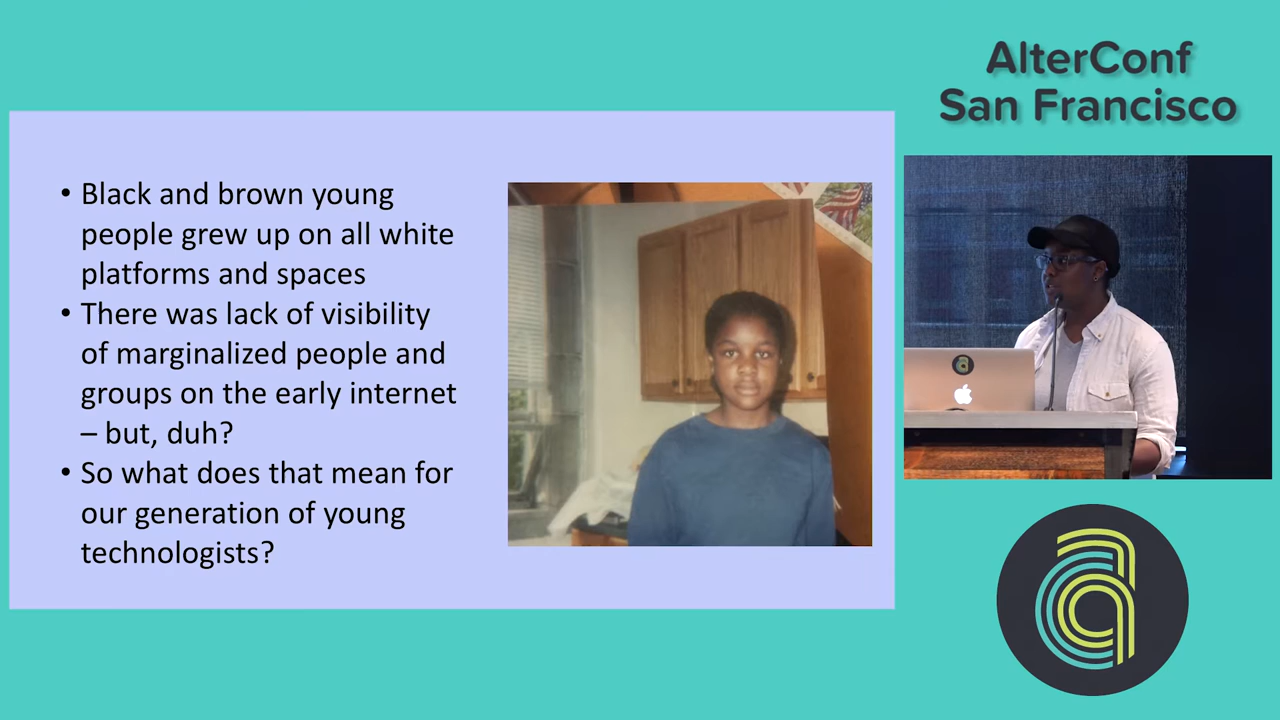 AlterConf
San Francisco
• Black and brown young
people grew up on all white
platforms and spaces
• There was lack of visibility
of marginalized people and
groups on the early internet
– but, duh?
• So what does that mean for
our generation of young
technologists?